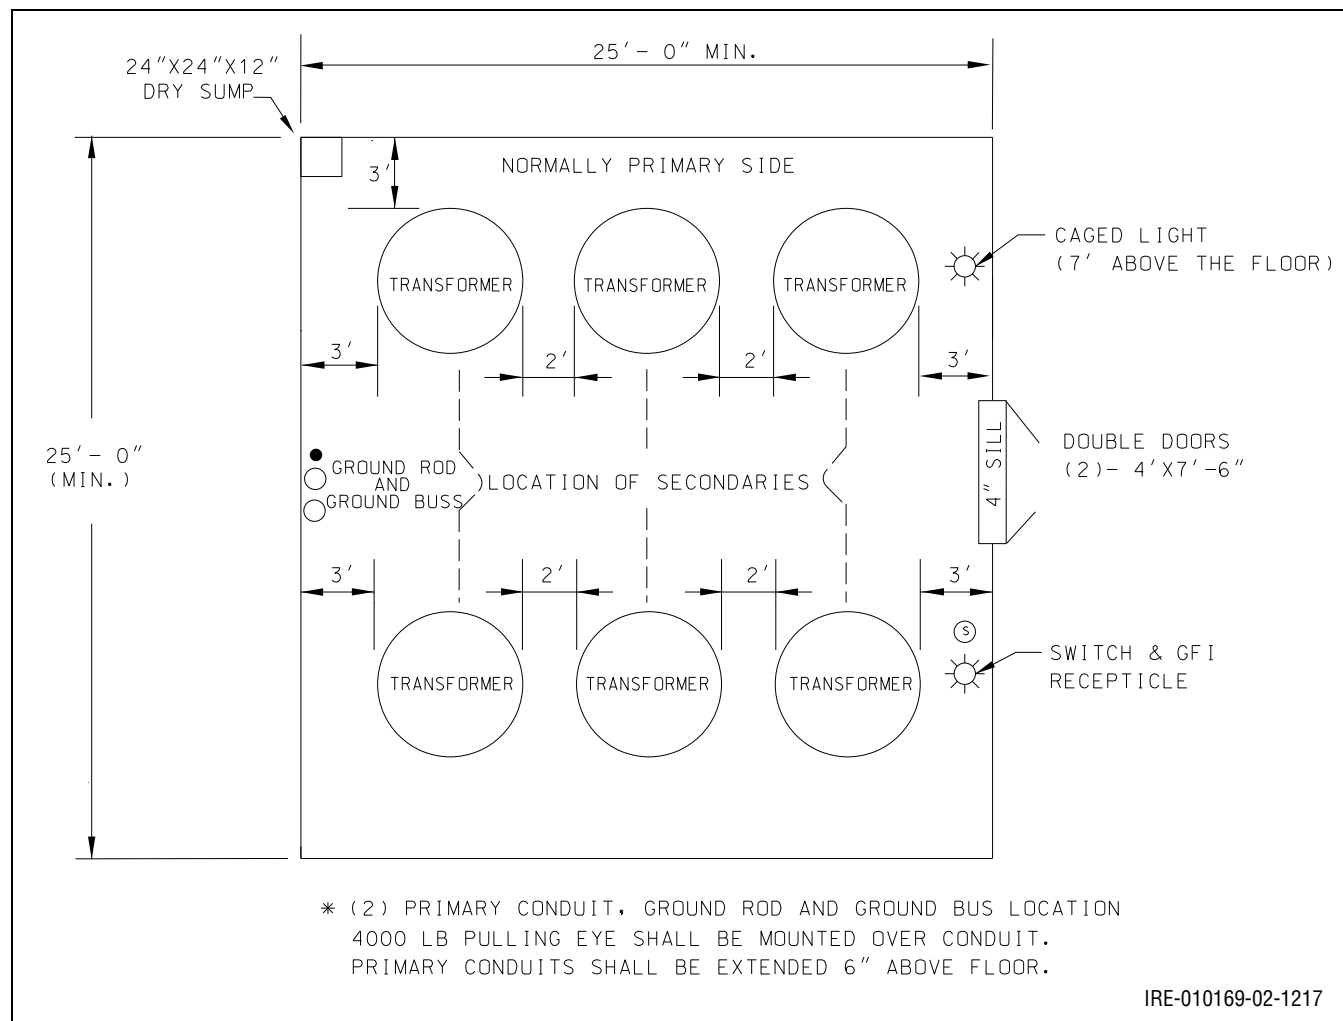 25'-0" MIN.
24"X24"X12"
DRY SUMP
3'
NORMALLY PRIMARY SIDE
CAGED LIGHT
(7' ABOVE THE FLOOR)
TRANSFORMER TRANSFORMER TRANSFORMER
3' 2' 2' 3'
25'-0"
(MIN.)
GROUND ROD
AND
GROUND BUSS
LOCATION OF SECONDARIES
4" SILL
DOUBLE DOORS
(2)- 4'X7'-6"
3' 2' 2' 3'
S
SWITCH & GFI
RECEPTICLE
TRANSFORMER TRANSFORMER TRANSFORMER
* (2) PRIMARY CONDUIT, GROUND ROD AND GROUND BUS LOCATION
4000 LB PULLING EYE SHALL BE MOUNTED OVER CONDUIT.
PRIMARY CONDUITS SHALL BE EXTENDED 6" ABOVE FLOOR.
IRE-010169-02-1217